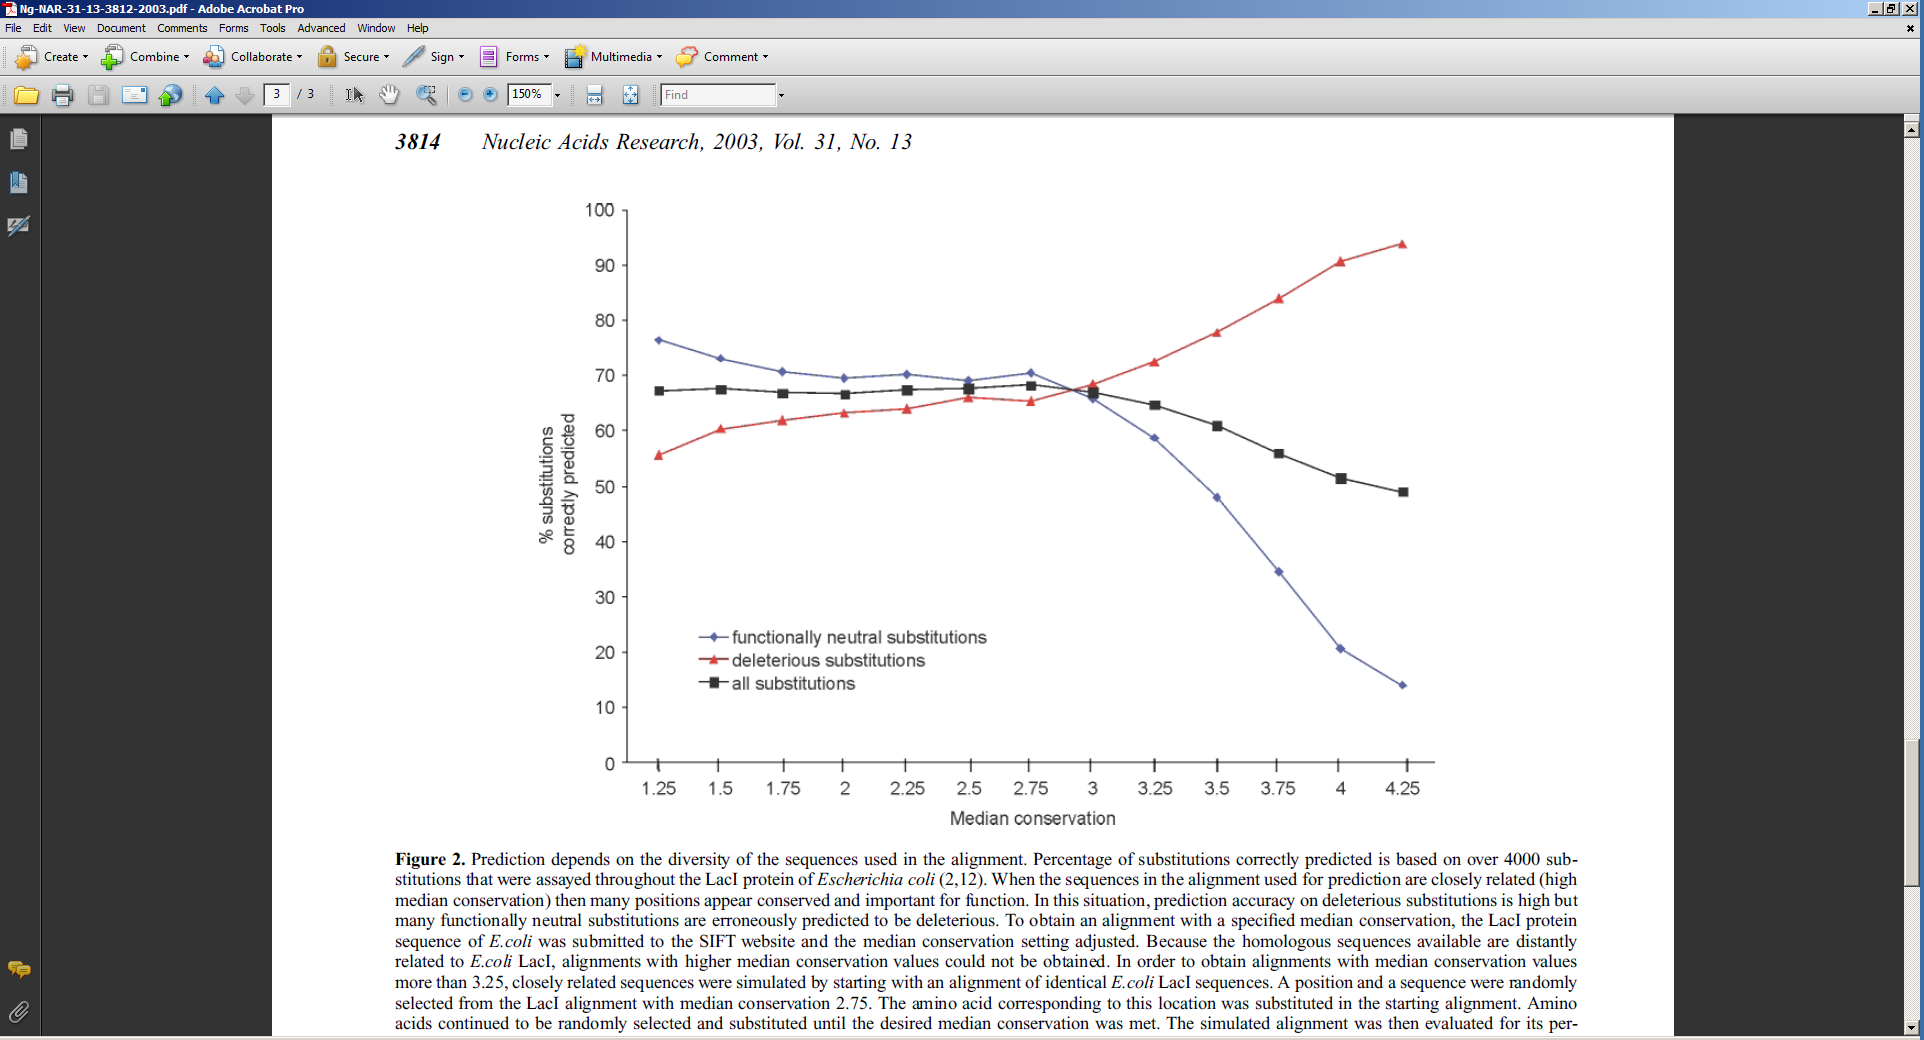 Ng-NAR-31-13-3812-2003.pdf - Adobe Acrobat Pro
File Edit View Document Comments Forms Tools Advanced Window Help
Create Combine Collaborate Secure Sign Forms Multimedia Comment
3 / 3 150% Find
3814 Nucleic Acids Research, 2003, Vol. 31, No. 13
100
90
80
70
60
50
40
30
20
10
0
% substitutions
correctly predicted
functionally neutral substitutions
deleterious substitutions
all substitutions
1.25 1.5 1.75 2 2.25 2.5 2.75 3 3.25 3.5 3.75 4 4.25
Median conservation
Figure 2. Prediction depends on the diversity of the sequences used in the alignment. Percentage of substitutions correctly predicted is based on over 4000 sub-
stitutions that were assayed throughout the LacI protein of Escherichia coli (2,12). When the sequences in the alignment used for prediction are closely related (high
median conservation) then many positions appear conserved and important for function. In this situation, prediction accuracy on deleterious substitutions is high but
many functionally neutral substitutions are erroneously predicted to be deleterious. To obtain an alignment with a specified median conservation, the LacI protein
sequence of E.coli was submitted to the SIFT website and the median conservation setting adjusted. Because the homologous sequences available are distantly
related to E.coli LacI, alignments with higher median conservation values could not be obtained. In order to obtain alignments with median conservation values
more than 3.25, closely related sequences were simulated by starting with an alignment of identical E.coli LacI sequences. A position and a sequence were randomly
selected from the LacI alignment with median conservation 2.75. The amino acid corresponding to this location was substituted in the starting alignment. Amino
acids continued to be randomly selected and substituted until the desired median conservation was met. The simulated alignment was then evaluated for its per-